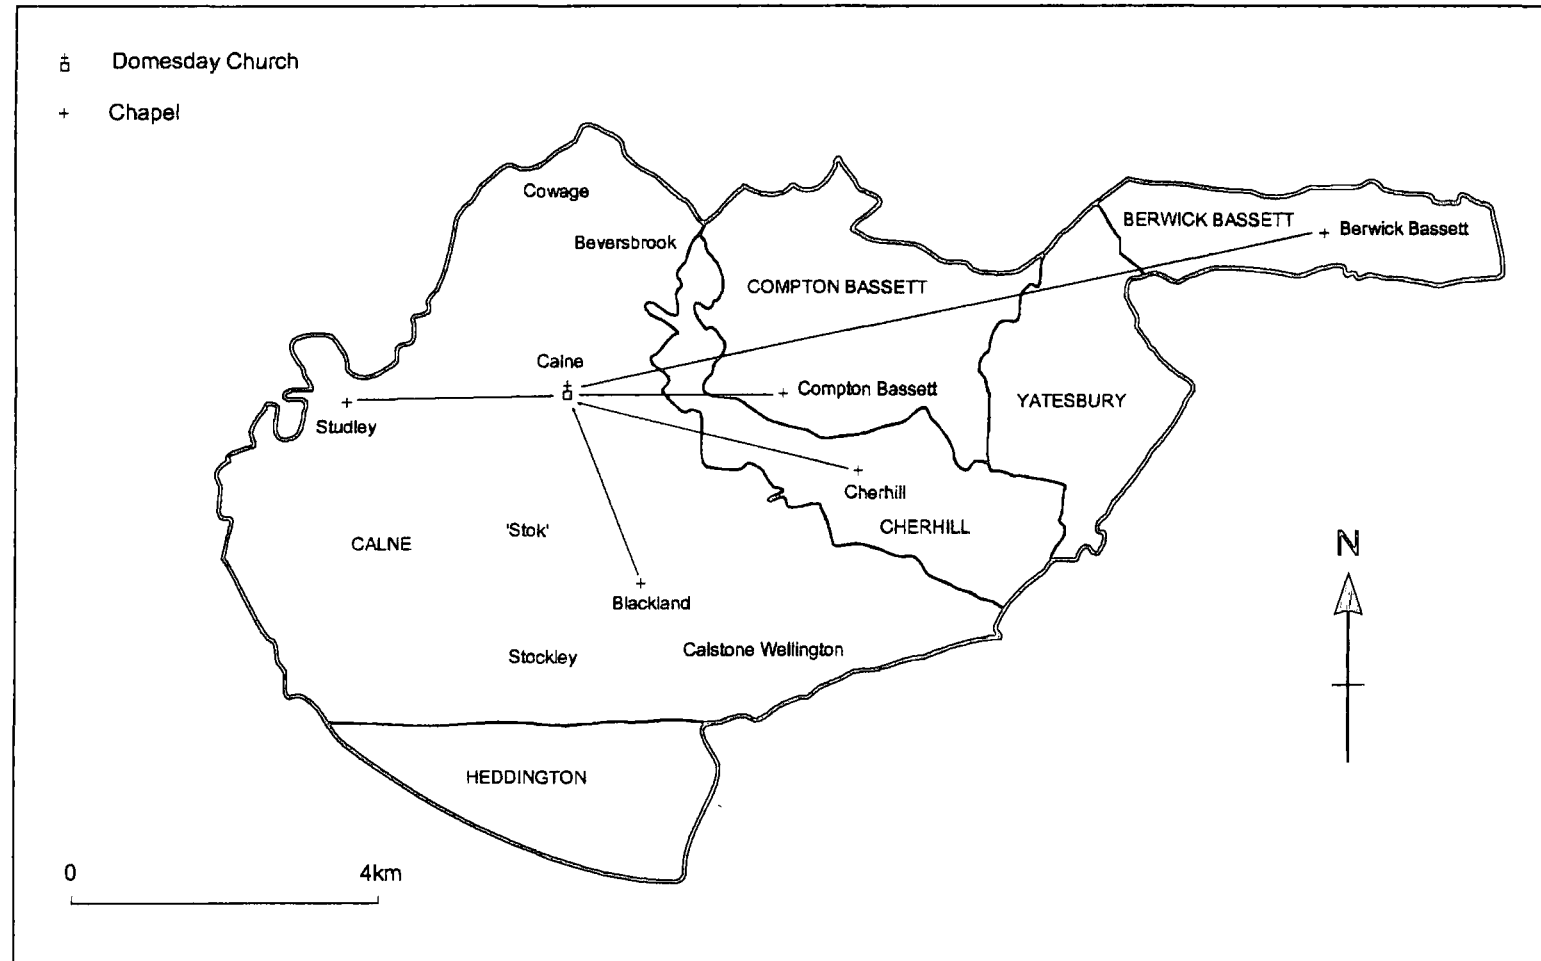 Domesday Church
Chapel
Cowage
Beversbrook
BERWICK BASSETT
Berwick Bassett
COMPTON BASSETT
Calne
Compton Bassett
YATESBURY
Studley
Cherhill
CHERHILL
CALNE
'Stok'
N
Blackland
Stockley
Calstone Wellington
HEDDINGTON
0
4km